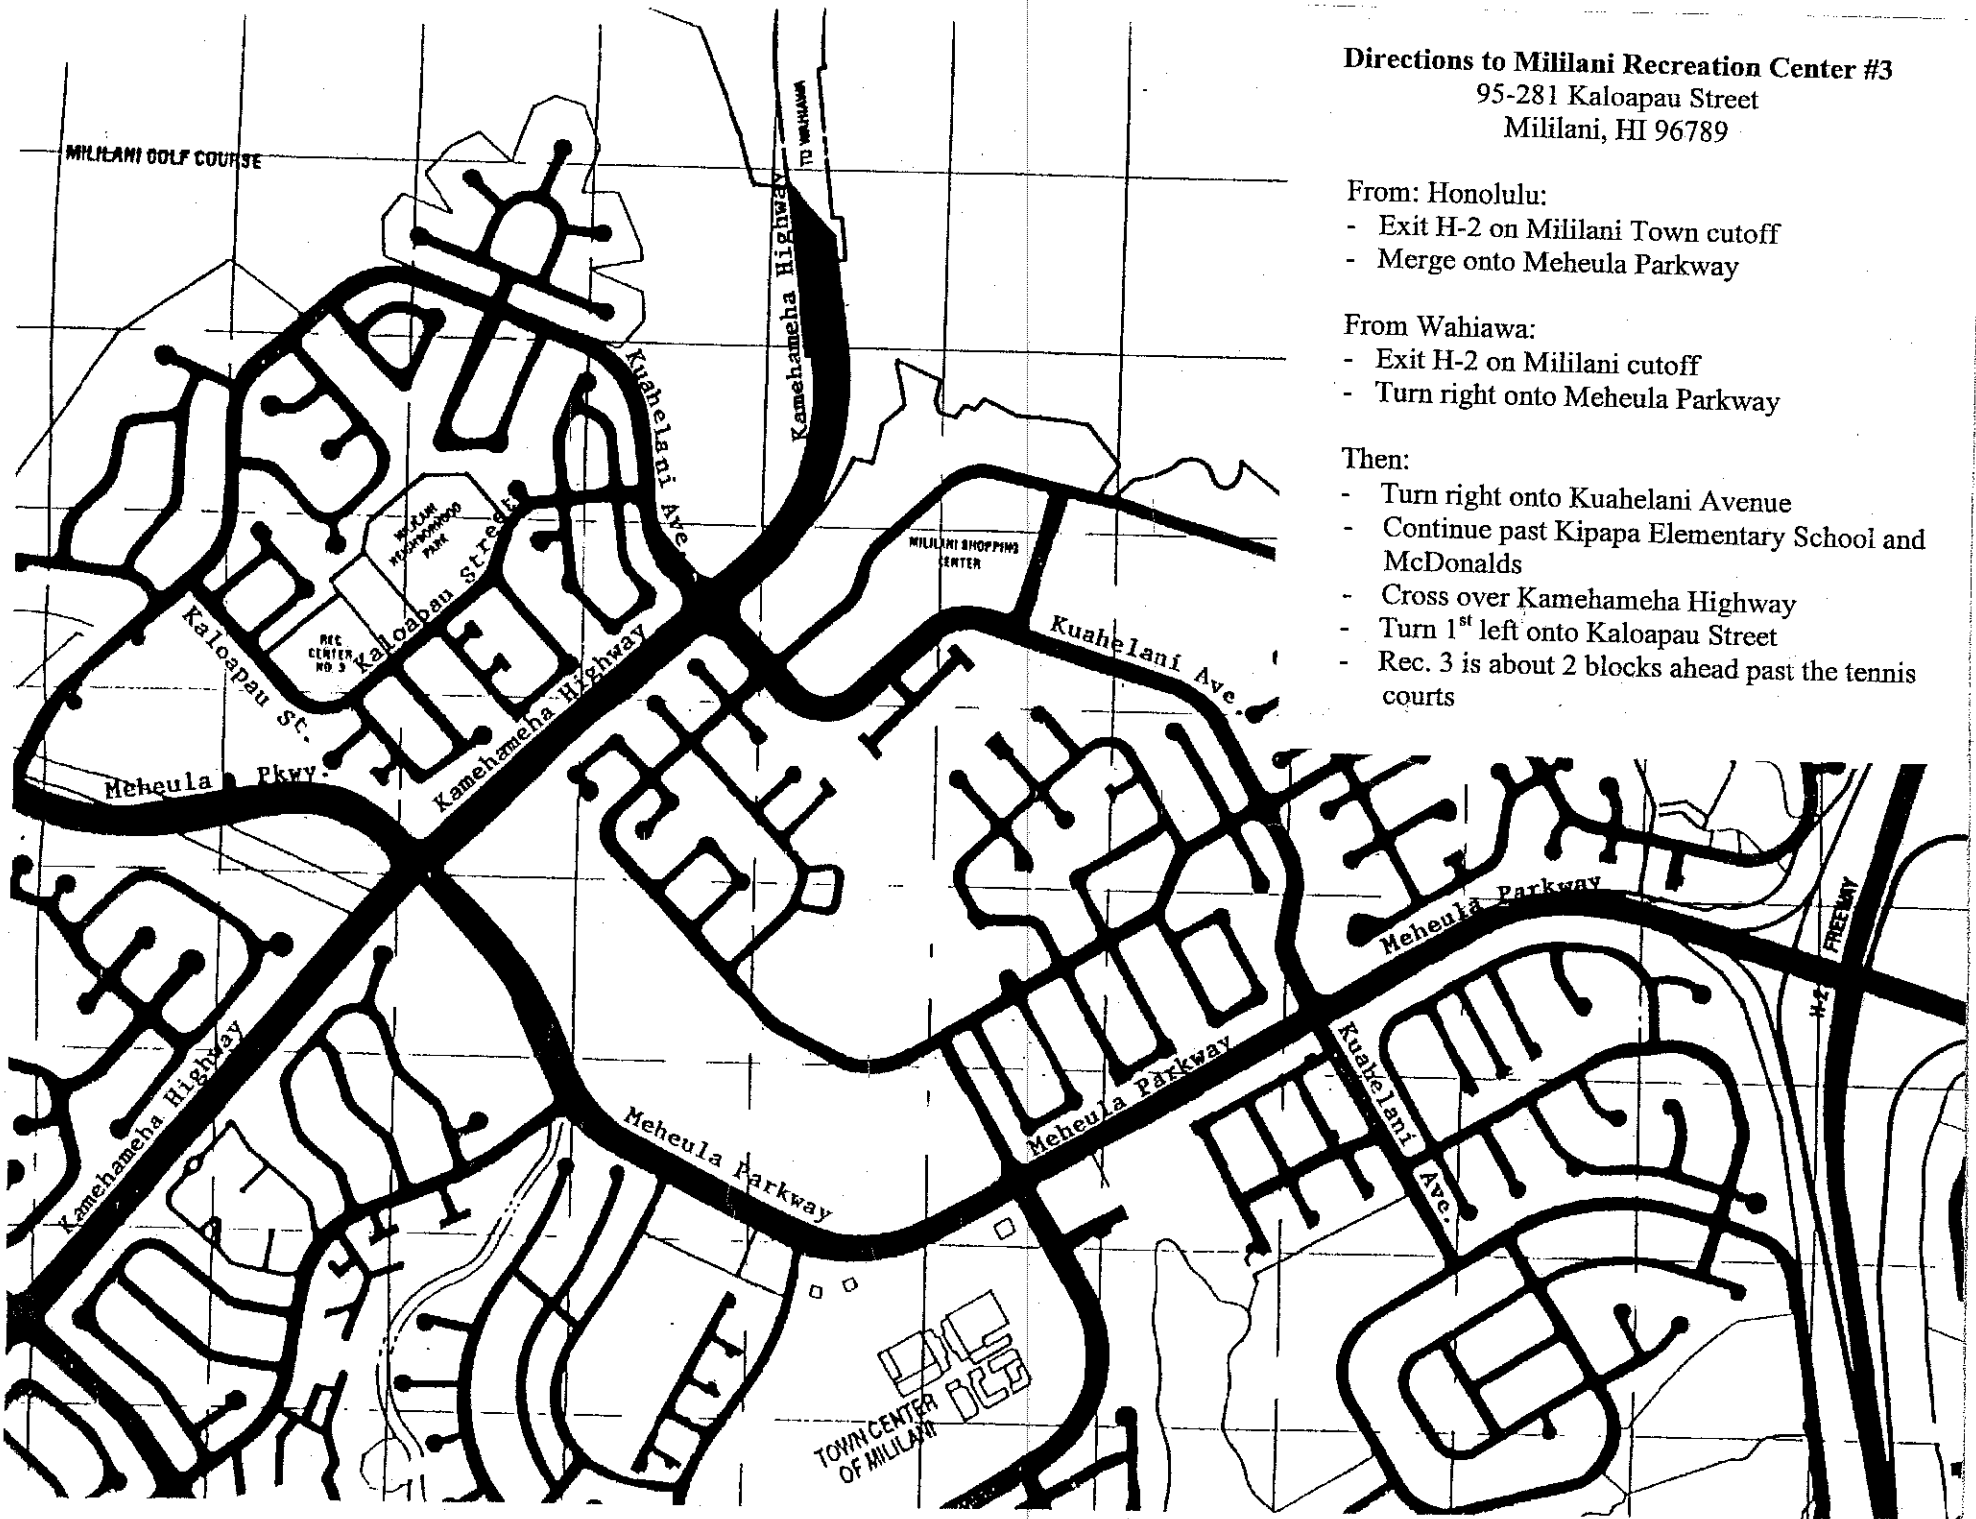 Directions to Mililani Recreation Center #3
95-281 Kaloapau Street
Mililani, HI 96789
From: Honolulu:
- Exit H-2 on Mililani Town cutoff
- Merge onto Meheula Parkway
From Wahiawa:
- Exit H-2 on Mililani cutoff
- Turn right onto Meheula Parkway
Then:
- Turn right onto Kuahelani Avenue
- Continue past Kipapa Elementary School and
McDonalds
- Cross over Kamehameha Highway
- Turn 1st left onto Kaloapau Street
- Rec. 3 is about 2 blocks ahead past the tennis
courts
MILILANI GOLF COURSE
TO WAHIAWA
Kamehameha Highway
Kamehameha Highway
Kuahelani Ave.
MILILANI
NEIGHBORHOOD
PARK
Kaloapau Street
REC
CENTER
NO 3
Kaloapau St.
MILILANI SHOPPING
CENTER
Kuahelani Ave.
Kamehameha Highway
Meheula Pkwy.
Meheula Parkway
H-2 FREEWAY
Kamehameha Highway
Meheula Parkway
Kuahelani Ave.
Meheula Parkway
TOWN CENTER
OF MILILANI